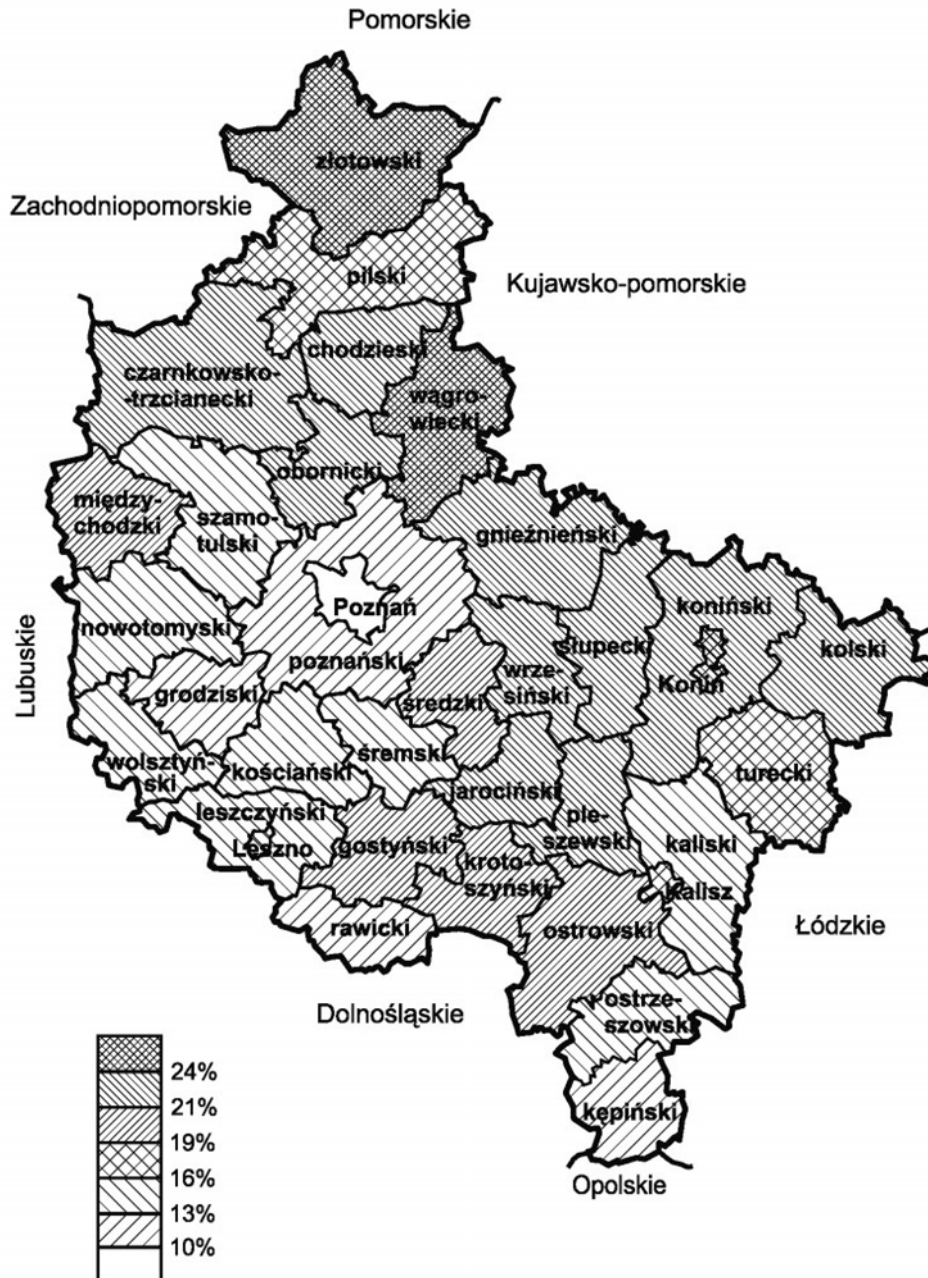 Pomorskie
złotowski
Zachodniopomorskie
pilski
Kujawsko-pomorskie
chodzieski
czarnkowsko-
-trzcianecki
wągro-
wiecki
obornicki
między-
chodzki
szamo-
tulski
gnieźnieński
Poznań
koniński
nowotomyski
słupecki
kolski
poznański
wrze-
siński
Konin
Lubuskie
grodziski
średzki
wolsztyń-
ski
kościański
śremski
turecki
jarociński
leszczyński
Leszno
gostyński
ple-
szewski
kaliski
kroto-
szyński
Kalisz
rawicki
ostrowski
Łódzkie
Dolnośląskie
ostrze-
szowski
kępiński
Opolskie
24%
21%
19%
16%
13%
10%